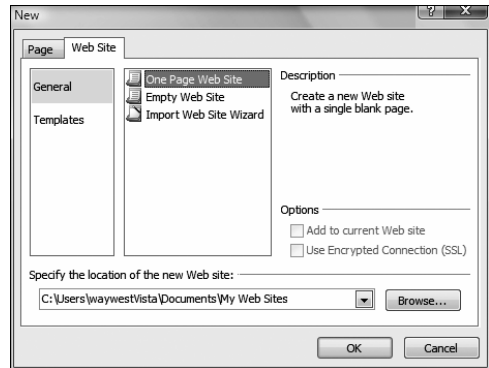 New
Page Web Site
General
Templates
One Page Web Site
Empty Web Site
Import Web Site Wizard
Description
Create a new Web site
with a single blank page.
Options
Add to current Web site
Use Encrypted Connection (SSL)
Specify the location of the new Web site:
C:\Users\waywestVista\Documents\My Web Sites
Browse...
OK Cancel